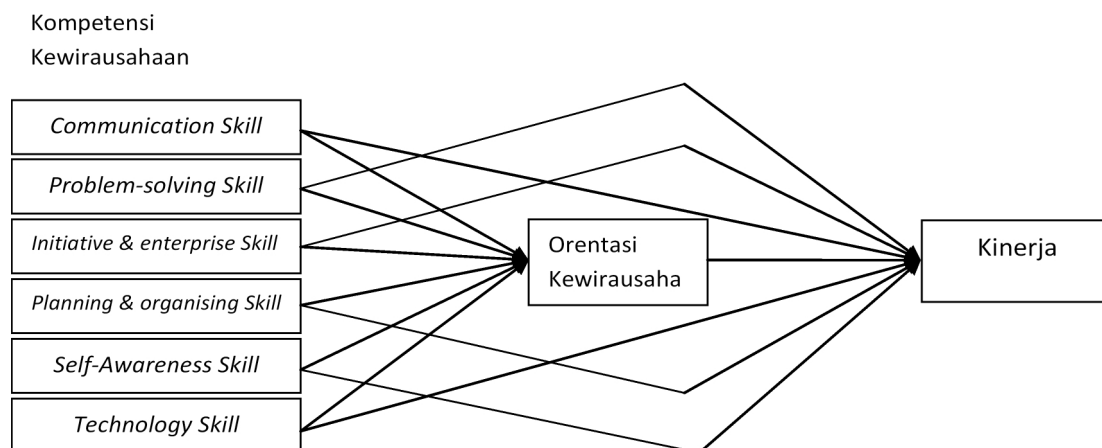 Kompetensi
Kewirausahaan
Communication Skill
Problem-solving Skill
Initiative & enterprise Skill
Planning & organising Skill
Self-Awareness Skill
Technology Skill
Orentasi
Kewirausaha
Kinerja